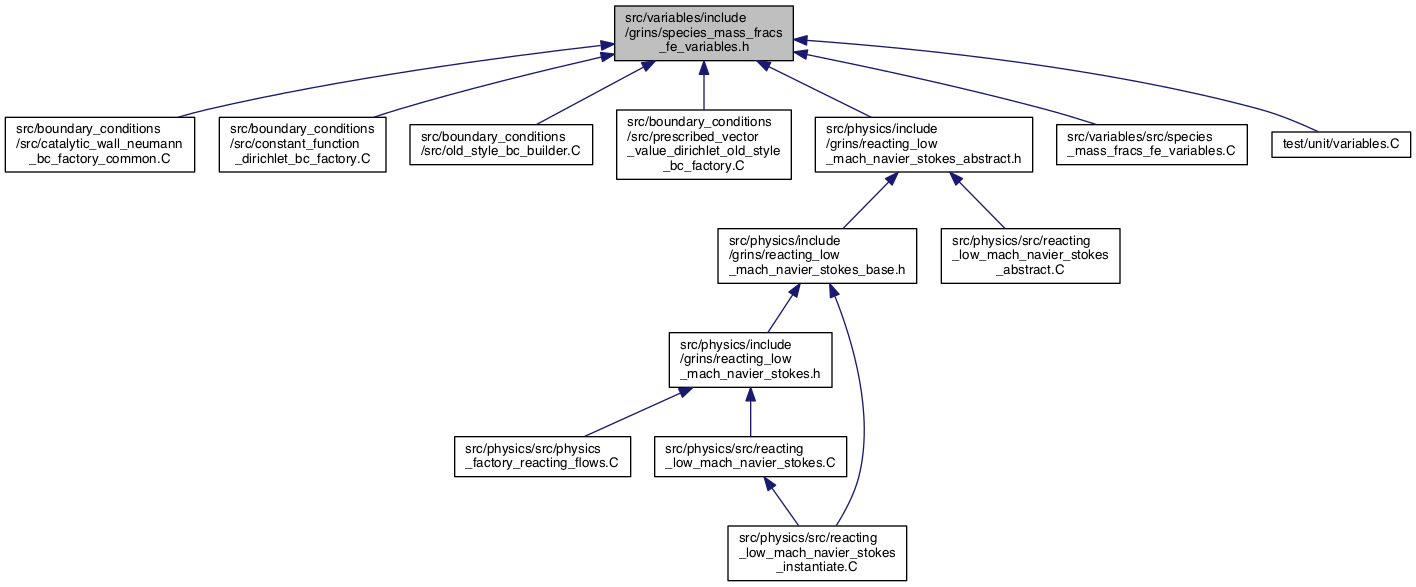 src/variables/include
/grins/species_mass_fracs
_fe_variables.h
src/boundary_conditions
/src/catalytic_wall_neumann
_bc_factory_common.C
src/boundary_conditions
/src/constant_function
_dirichlet_bc_factory.C
src/boundary_conditions
/src/old_style_bc_builder.C
src/boundary_conditions
/src/prescribed_vector
_value_dirichlet_old_style
_bc_factory.C
src/physics/include
/grins/reacting_low
_mach_navier_stokes_abstract.h
src/variables/src/species
_mass_fracs_fe_variables.C
test/unit/variables.C
src/physics/include
/grins/reacting_low
_mach_navier_stokes_base.h
src/physics/src/reacting
_low_mach_navier_stokes
_abstract.C
src/physics/include
/grins/reacting_low
_mach_navier_stokes.h
src/physics/src/physics
_factory_reacting_flows.C
src/physics/src/reacting
_low_mach_navier_stokes.C
src/physics/src/reacting
_low_mach_navier_stokes
_instantiate.C